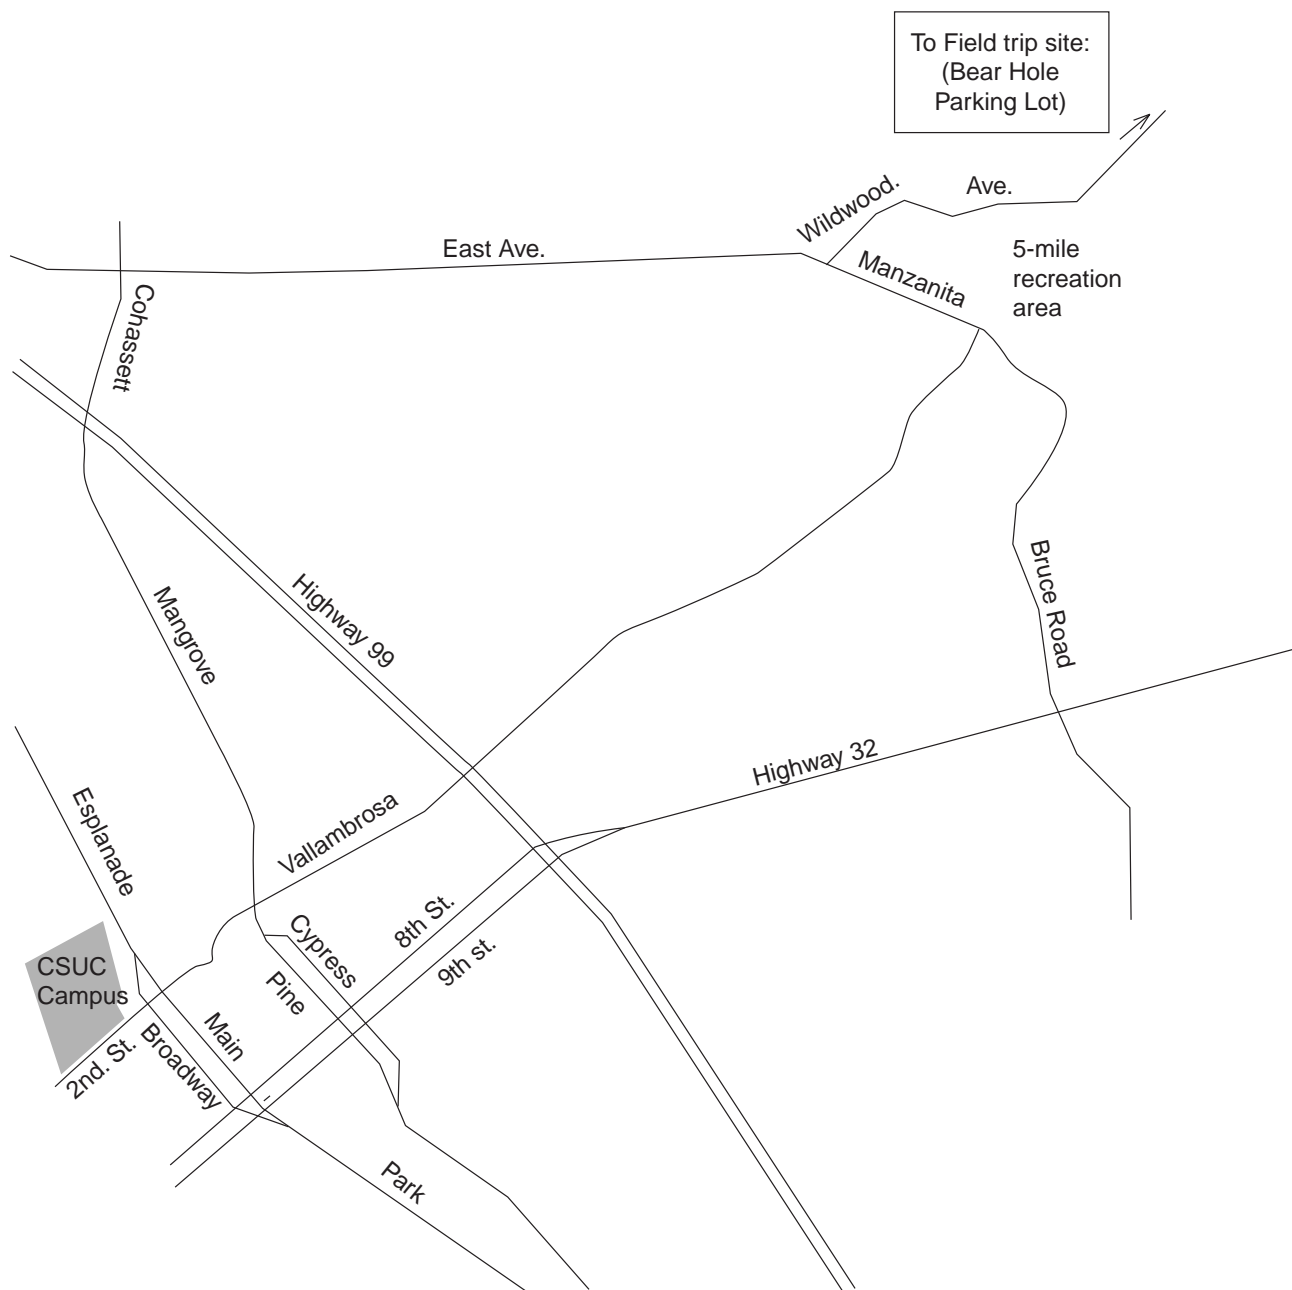 To Field trip site:
(Bear Hole
Parking Lot)
Wildwood.
Ave.
East Ave.
Manzanita
5-mile
recreation
area
Cohassett
Highway 99
Mangrove
Bruce Road
Highway 32
Esplanade
Vallambrosa
8th St.
9th st.
Cypress
CSUC
Campus
Pine
Main
2nd. St.
Broadway
Park